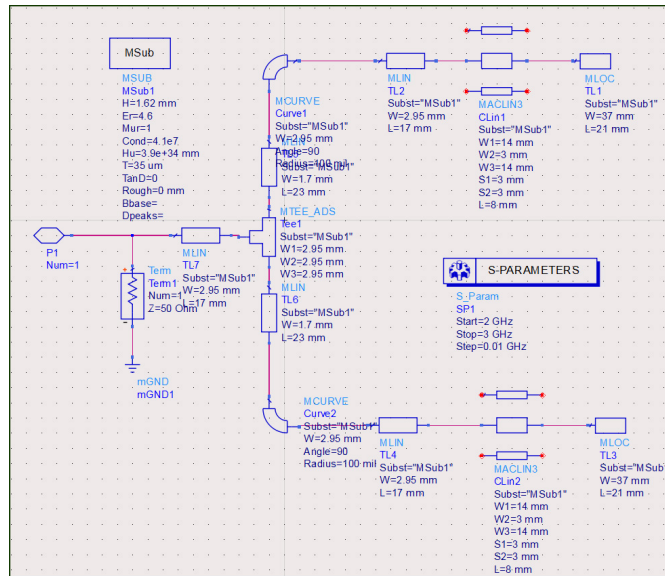 MSub
MSUB
MSub1
H=1.62 mm
Er=4.6
Mur=1
Cond=4.1e7
Hu=3.9e+34 mm
T=35 um
TanD=0
Rough=0 mm
Bbase=
Dpeaks=
MCURVE
Curve1
Subst="MSub1"
W=2.95 mm
Angle=90
Radius=100 mil
MLIN
TL2
Subst="MSub1"
W=2.95 mm
L=17 mm
MACLIN3
CLin1
Subst="MSub1"
W1=14 mm
W2=3 mm
W3=14 mm
S1=3 mm
S2=3 mm
L=8 mm
MLOC
TL1
Subst="MSub1"
W=37 mm
L=21 mm
MLIN
Subst="MSub1"
W=1.7 mm
L=23 mm
MTEE_ADS
Tee1
Subst="MSub1"
W1=2.95 mm
W2=2.95 mm
W3=2.95 mm
P1
Num=1
MLIN
TL7
Subst="MSub1"
W=2.95 mm
L=17 mm
Term
Term1
Num=1
Z=50 Ohm
mGND
mGND1
MLIN
TL6
Subst="MSub1"
W=1.7 mm
L=23 mm
S-PARAMETERS
S_Param
SP1
Start=2 GHz
Stop=3 GHz
Step=0.01 GHz
MCURVE
Curve2
Subst="MSub1"
W=2.95 mm
Angle=90
Radius=100 mil
MLIN
TL4
Subst="MSub1"
W=2.95 mm
L=17 mm
MACLIN3
CLin2
Subst="MSub1"
W1=14 mm
W2=3 mm
W3=14 mm
S1=3 mm
S2=3 mm
L=8 mm
MLOC
TL3
Subst="MSu
W=37 mm
L=21 mm